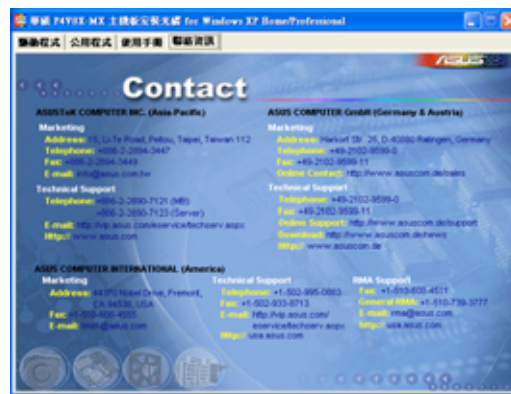 華碩 P4V8X-MX 主機板安裝光碟 for Windows XP Home/Professional
驅動程式 公用程式 使用手冊 聯絡資訊
ASUS
Contact
ASUSTeK COMPUTER INC. (Asia-Pacific)
Marketing
Address: 15, Li-Te Road, Peitou, Taipei, Taiwan 112
Telephone: +886-2-2894-3447
Fax: +886-2-2894-3449
E-mail: info@asus.com.tw
Technical Support
Telephone: +886-2-2890-7121 (MB)
+886-2-2890-7123 (Server)
E-mail: http://vip.asus.com/eservice/techserv.aspx
Http:// www.asus.com
ASUS COMPUTER GmbH (Germany & Austria)
Marketing
Address: Harkort Str. 25, D-40880 Ratingen, Germany
Telephone: +49-2102-9599-0
Fax: +49-2102-9599-11
Online Contact: http://www.asuscom.de/sales
Technical Support
Telephone: +49-2102-9599-0
Fax: +49-2102-9599-11
Online Support: http://www.asuscom.de/support
Download: http://www.asuscom.de/news
Http:// www.asuscom.de
ASUS COMPUTER INTERNATIONAL (America)
Marketing
Address: 44370 Nobel Drive, Fremont,
CA 94538, USA
Fax: +1-510-608-4555
E-mail: tmd1@asus.com
Technical Support
Telephone: +1-502-995-0883
Fax: +1-502-933-8713
E-mail: http://vip.asus.com/
eservice/techserv.aspx
Http:// usa.asus.com
RMA Support
Fax: +1-510-608-4511
General RMA: +1-510-739-3777
E-mail: rma@asus.com
Http:// usa.asus.com